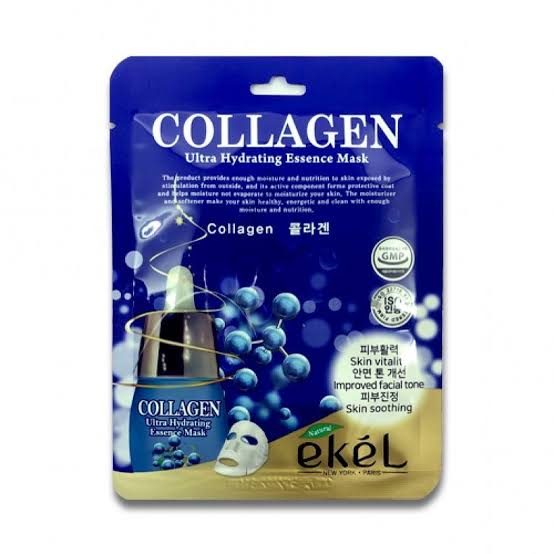 COLLAGEN
Ultra Hydrating Essence Mask
The product provides enough moisture and nutrition to skin exposed by
stimulation from outside, and its active component forms protective coat
and helps moisture not evaporate to moisturize your skin. The moisturizer
and softener make your skin healthy, energetic and clean with enough
moisture and nutrition.
Collagen 콜라겐
GMP
ISO
인증
피부활력
Skin vitalit
안면 톤 개선
Improved facial tone
피부진정
Skin soothing
COLLAGEN
Ultra Hydrating
Essence Mask
Natural
ekéL
NEW YORK · PARIS